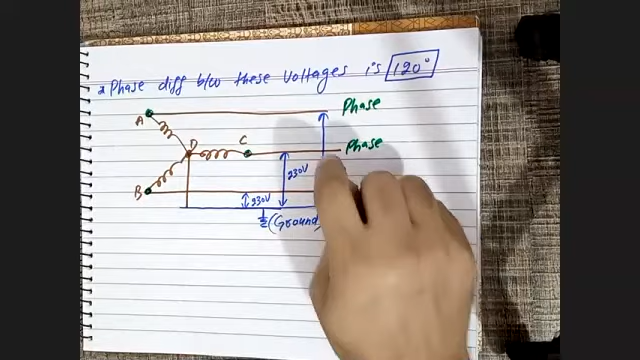 * Phase diff b/w these Voltages is 120°
A
Phase
D
C
Phase
B
230V
230V
(Ground